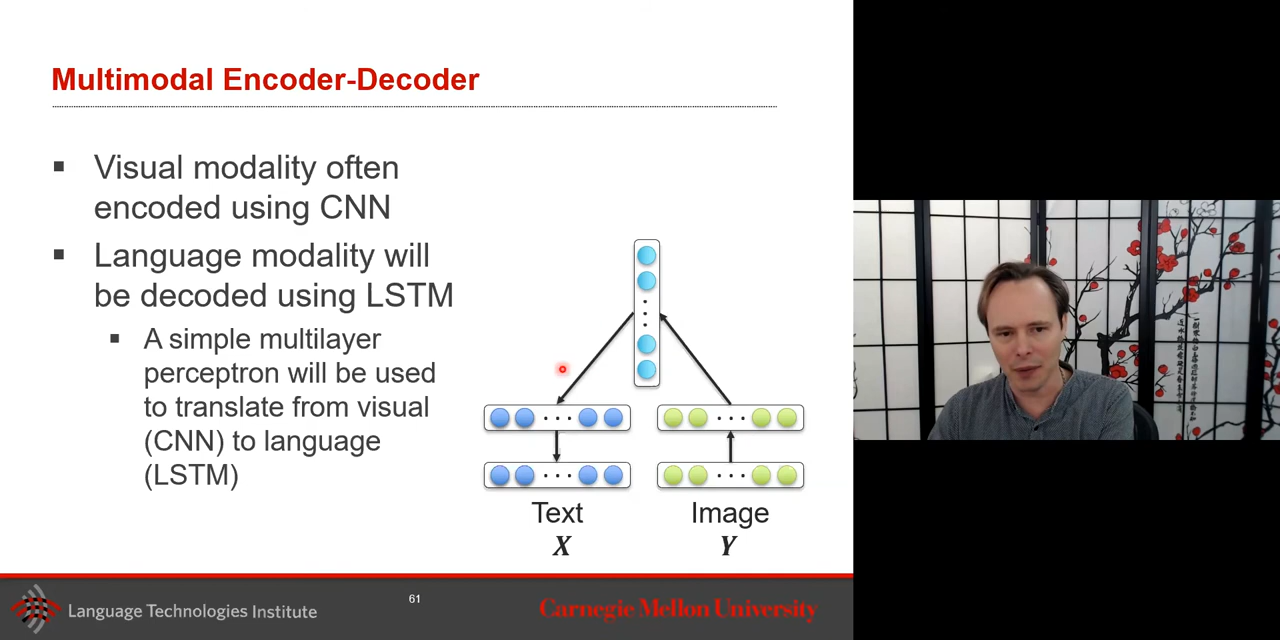 Multimodal Encoder-Decoder
▪ Visual modality often
encoded using CNN
▪ Language modality will
be decoded using LSTM
▪ A simple multilayer
perceptron will be used
to translate from visual
(CNN) to language
(LSTM)
Text
X
Image
Y
Language Technologies Institute
61
Carnegie Mellon University